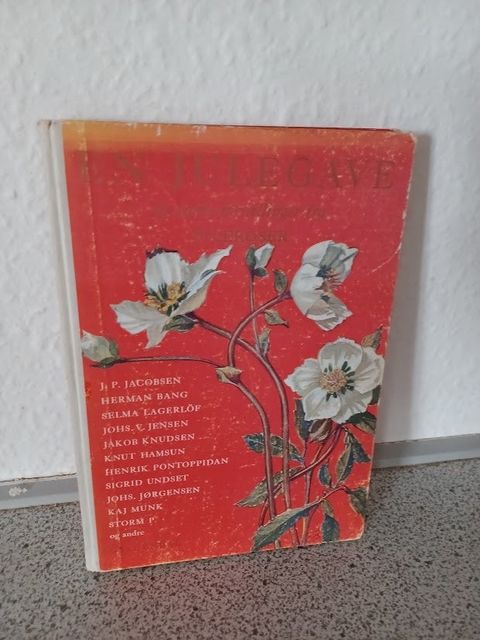 EN JULEGAVE
J. P. JACOBSEN
HERMAN BANG
SELMA LAGERLÖF
JOHS. V. JENSEN
JAKOB KNUDSEN
KNUT HAMSUN
HENRIK PONTOPPIDAN
SIGRID UNDSET
JOHS. JØRGENSEN
KAJ MUNK
STORM P.
og andre